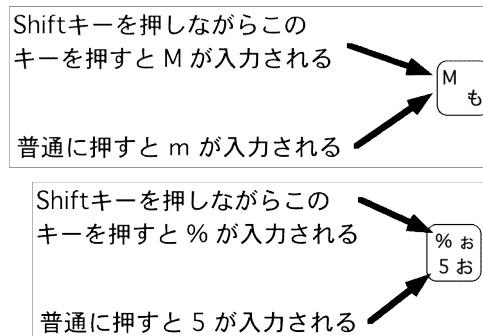 Shiftキーを押しながらこの
キーを押すと M が入力される
M
も
普通に押すと m が入力される
Shiftキーを押しながらこの
キーを押すと % が入力される
% ぉ
5 お
普通に押すと 5 が入力される